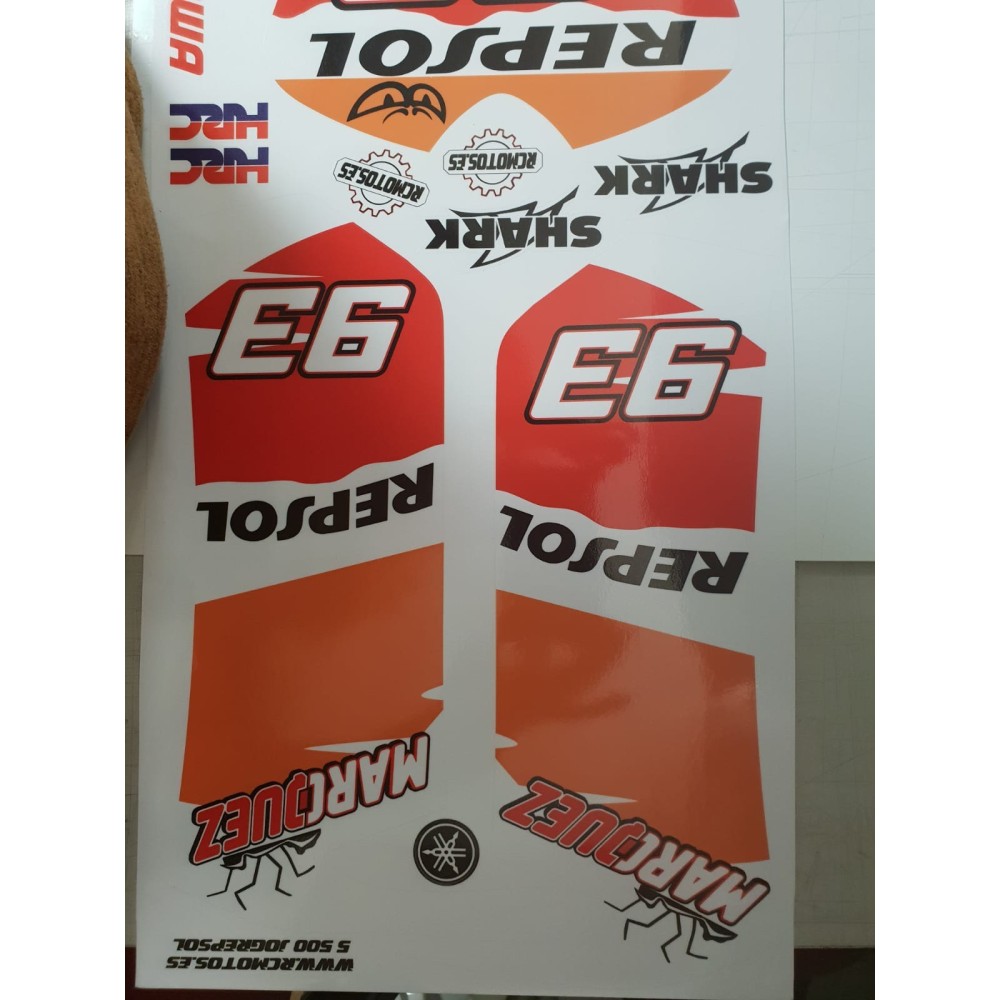 WWW.RCMOTOS.ES
5 500 JOGREPSOL
MARQUEZ
MARQUEZ
REPSOL
REPSOL
93
93
SHARK
SHARK
RCMOTOS.ES
RCMOTOS.ES
HRC
HRC
REPSOL